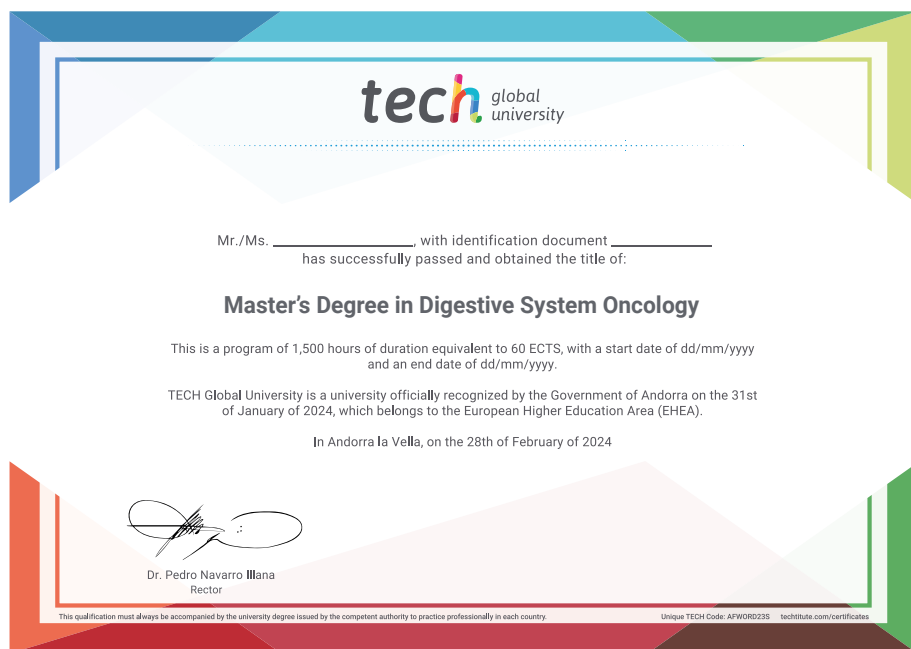 tech global university
Mr./Ms. ____________________, with identification document ______________
has successfully passed and obtained the title of:
Master's Degree in Digestive System Oncology
This is a program of 1,500 hours of duration equivalent to 60 ECTS, with a start date of dd/mm/yyyy
and an end date of dd/mm/yyyy.
TECH Global University is a university officially recognized by the Government of Andorra on the 31st
of January of 2024, which belongs to the European Higher Education Area (EHEA).
In Andorra la Vella, on the 28th of February of 2024
Dr. Pedro Navarro Illana
Rector
This qualification must always be accompanied by the university degree issued by the competent authority to practice professionally in each country.
Unique TECH Code: AFWORD23S techtitute.com/certificates